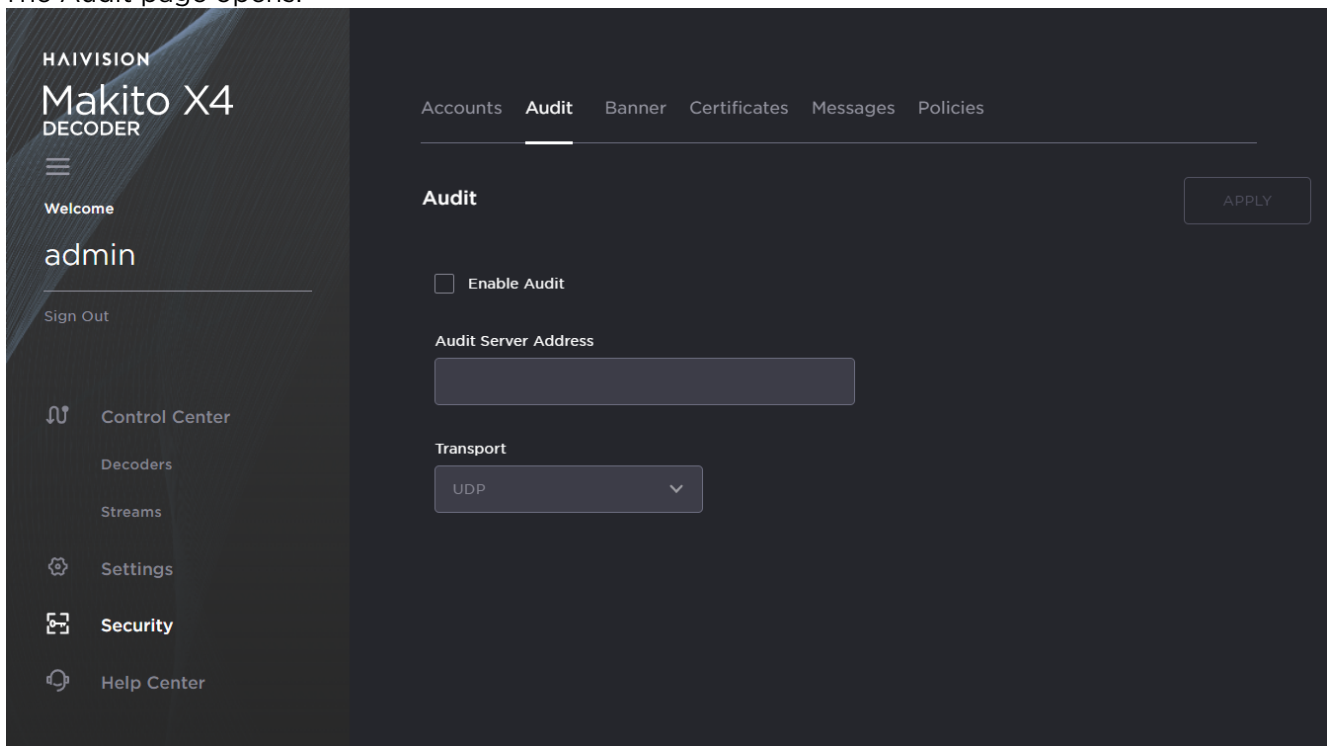 The Audit page opens.
HAIVISION
Makito X4
DECODER
Welcome
admin
Sign Out
Control Center
Decoders
Streams
Settings
Security
Help Center
Accounts Audit Banner Certificates Messages Policies
Audit
APPLY
Enable Audit
Audit Server Address
Transport
UDP